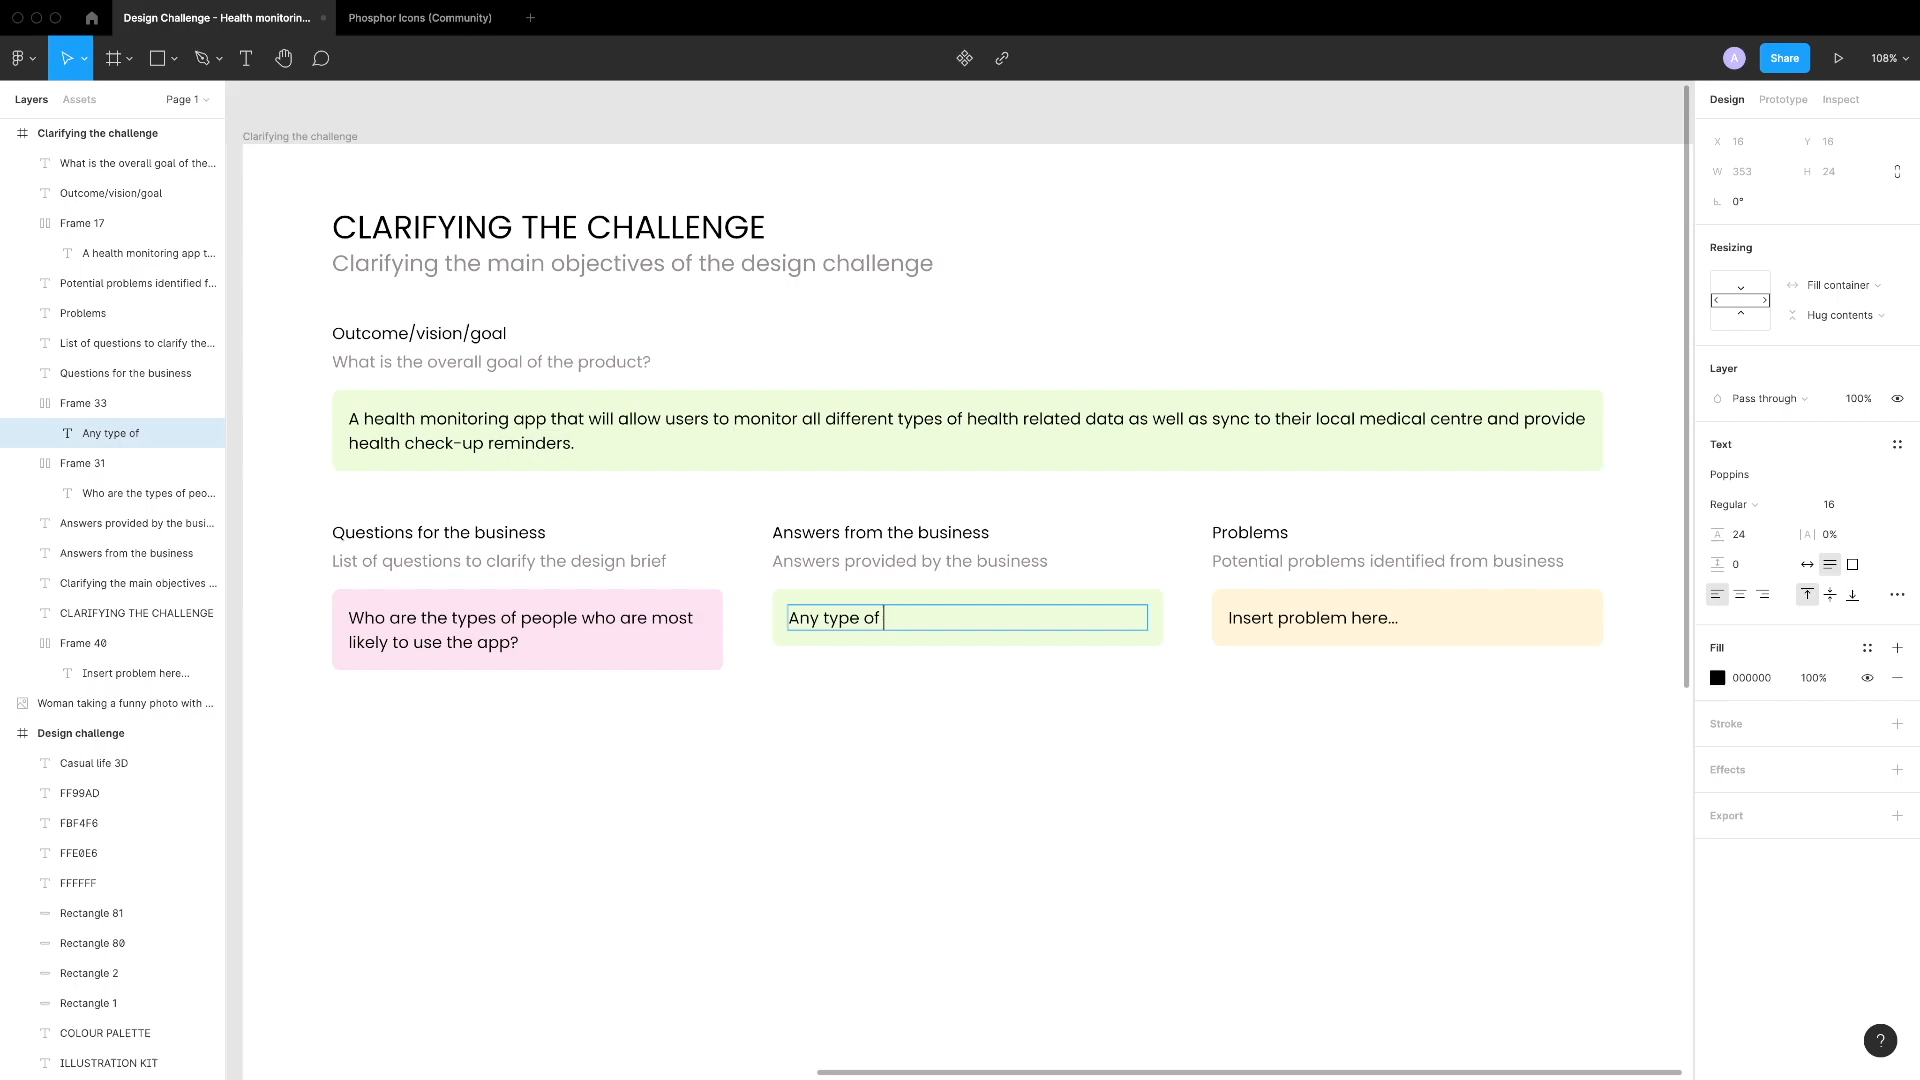 Design Challenge - Health monitorin...
Phosphor Icons (Community)
A
Share
108%
Layers
Assets
Page 1
Clarifying the challenge
What is the overall goal of the...
Outcome/vision/goal
Frame 17
A health monitoring app t...
Potential problems identified f...
Problems
List of questions to clarify the...
Questions for the business
Frame 33
Any type of
Frame 31
Who are the types of peo...
Answers provided by the busi...
Answers from the business
Clarifying the main objectives ...
CLARIFYING THE CHALLENGE
Frame 40
Insert problem here...
Woman taking a funny photo with ...
Design challenge
Casual life 3D
FF99AD
FBF4F6
FFE0E6
FFFFFF
Rectangle 81
Rectangle 80
Rectangle 2
Rectangle 1
COLOUR PALETTE
ILLUSTRATION KIT
Clarifying the challenge
CLARIFYING THE CHALLENGE
Clarifying the main objectives of the design challenge
Outcome/vision/goal
What is the overall goal of the product?
A health monitoring app that will allow users to monitor all different types of health related data as well as sync to their local medical centre and provide
health check-up reminders.
Questions for the business
List of questions to clarify the design brief
Who are the types of people who are most
likely to use the app?
Answers from the business
Answers provided by the business
Any type of
Problems
Potential problems identified from business
Insert problem here...
Design
Prototype
Inspect
X 16
Y 16
W 353
H 24
0°
Resizing
Fill container
Hug contents
Layer
Pass through
100%
Text
Poppins
Regular
16
A 24
|A| 0%
0
Fill
000000
100%
Stroke
Effects
Export
?